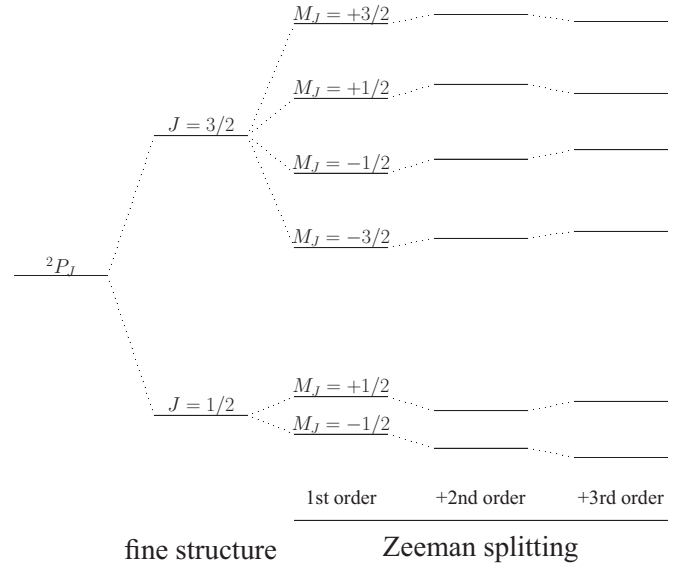 M_J = +3/2
M_J = +1/2
J = 3/2
M_J = −1/2
M_J = −3/2
²P_J
M_J = +1/2
J = 1/2
M_J = −1/2
1st order +2nd order +3rd order
fine structure Zeeman splitting